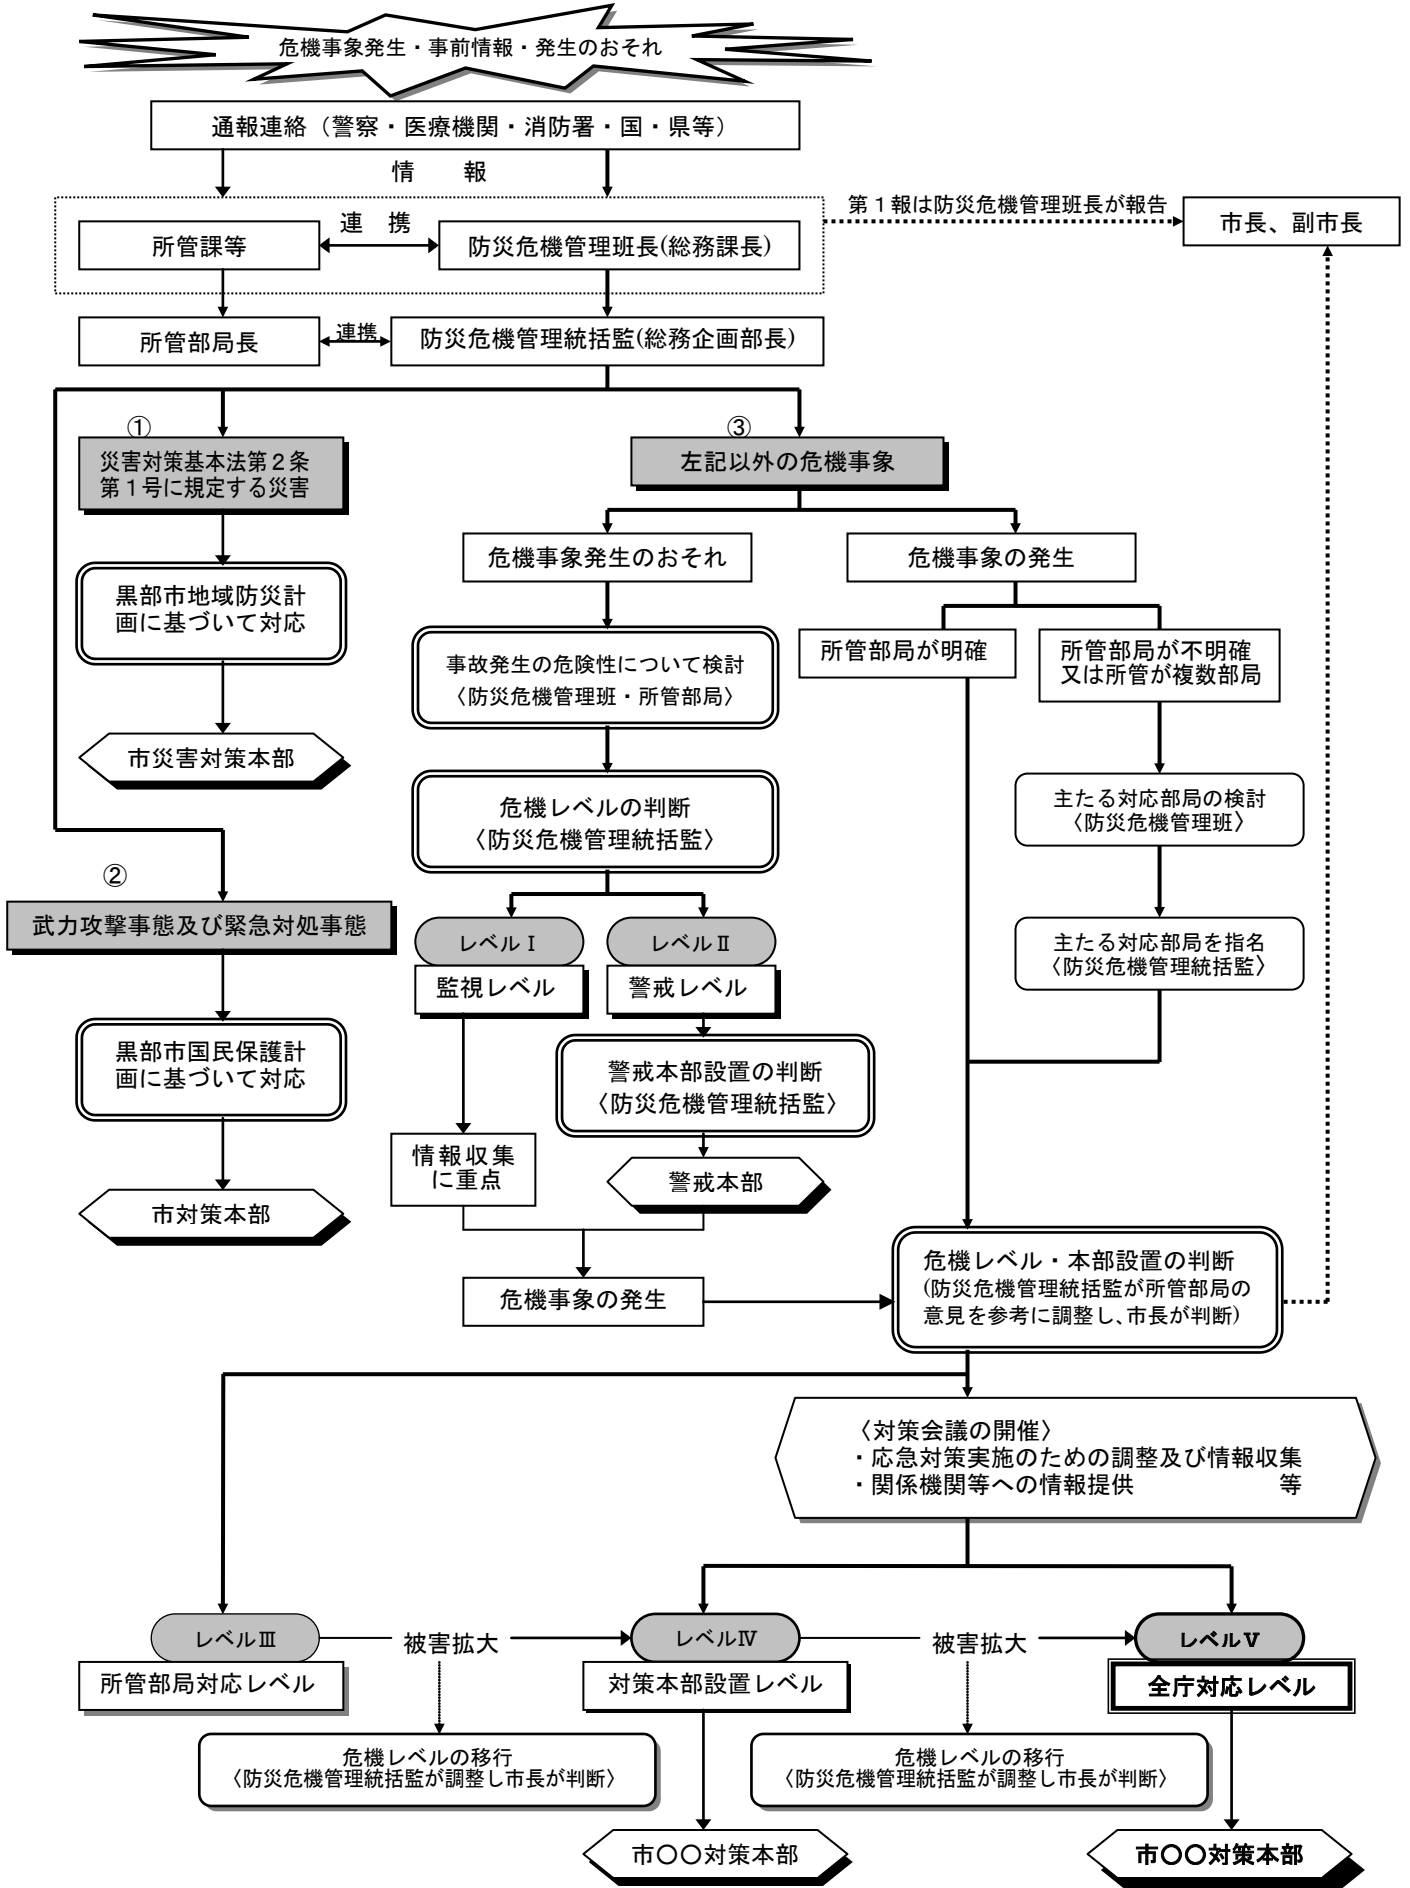 危機事象発生・事前情報・発生のおそれ
通報連絡（警察・医療機関・消防署・国・県等）
情　　報
第１報は防災危機管理班長が報告
市長、副市長
連　携
所管課等
防災危機管理班長(総務課長)
所管部局長
連携
防災危機管理統括監(総務企画部長)
①
災害対策基本法第２条
第１号に規定する災害
③
左記以外の危機事象
危機事象発生のおそれ
危機事象の発生
黒部市地域防災計
画に基づいて対応
所管部局が明確
所管部局が不明確
又は所管が複数部局
事故発生の危険性について検討
〈防災危機管理班・所管部局〉
市災害対策本部
危機レベルの判断
〈防災危機管理統括監〉
主たる対応部局の検討
〈防災危機管理班〉
②
武力攻撃事態及び緊急対処事態
レベルⅠ
監視レベル
レベルⅡ
警戒レベル
主たる対応部局を指名
〈防災危機管理統括監〉
黒部市国民保護計
画に基づいて対応
警戒本部設置の判断
〈防災危機管理統括監〉
情報収集
に重点
警戒本部
市対策本部
危機事象の発生
危機レベル・本部設置の判断
(防災危機管理統括監が所管部局の
意見を参考に調整し、市長が判断)
〈対策会議の開催〉
・応急対策実施のための調整及び情報収集
・関係機関等への情報提供　　　　　　等
レベルⅢ
所管部局対応レベル
被害拡大
レベルⅣ
対策本部設置レベル
被害拡大
レベルⅤ
全庁対応レベル
危機レベルの移行
〈防災危機管理統括監が調整し市長が判断〉
危機レベルの移行
〈防災危機管理統括監が調整し市長が判断〉
市〇〇対策本部
市〇〇対策本部